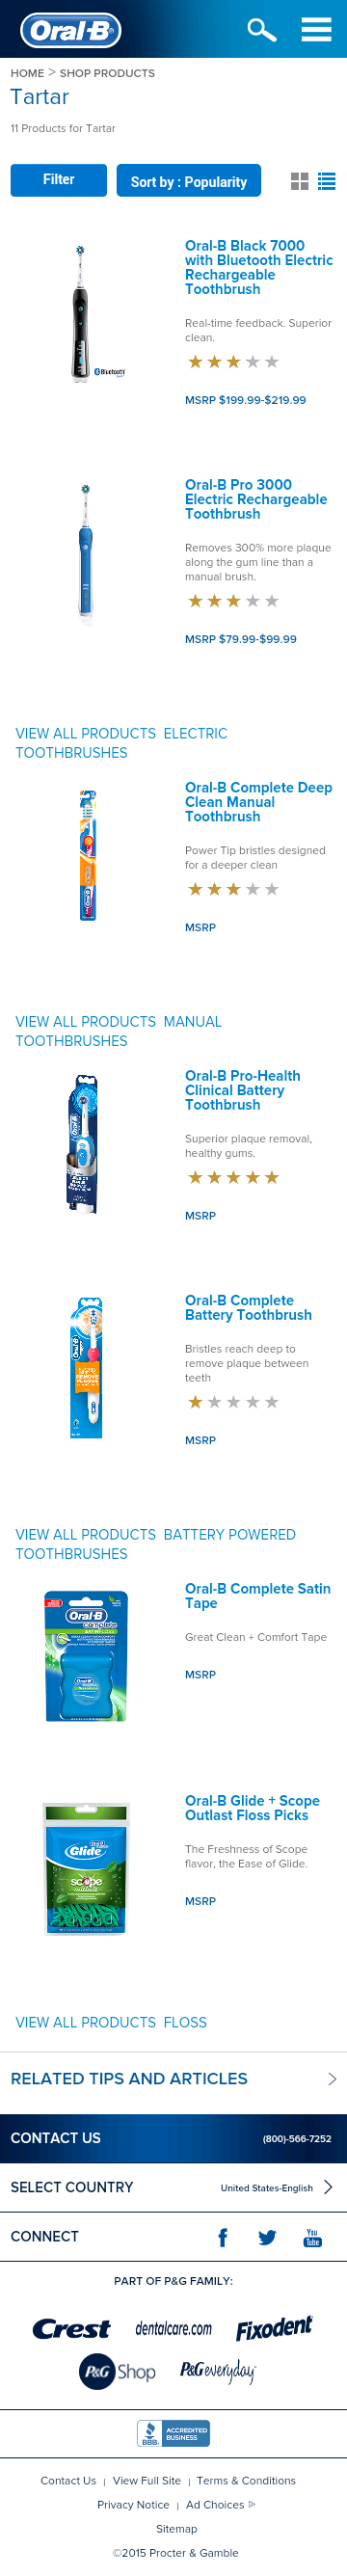 Oral-B
HOME > SHOP PRODUCTS
Tartar
11 Products for Tartar
Filter
Sort by : Popularity
Oral-B Black 7000
with Bluetooth Electric
Rechargeable
Toothbrush
Real-time feedback. Superior
clean.
Bluetooth
MSRP $199.99-$219.99
Oral-B Pro 3000
Electric Rechargeable
Toothbrush
Removes 300% more plaque
along the gum line than a
manual brush.
MSRP $79.99-$99.99
VIEW ALL PRODUCTS ELECTRIC
TOOTHBRUSHES
Oral-B Complete Deep
Clean Manual
Toothbrush
Power Tip bristles designed
for a deeper clean
MSRP
VIEW ALL PRODUCTS MANUAL
TOOTHBRUSHES
Oral-B Pro-Health
Clinical Battery
Toothbrush
Superior plaque removal,
healthy gums.
MSRP
Oral-B Complete
Battery Toothbrush
Bristles reach deep to
remove plaque between
teeth
MSRP
VIEW ALL PRODUCTS BATTERY POWERED
TOOTHBRUSHES
Oral-B Complete Satin
Tape
Great Clean + Comfort Tape
Oral-B
complete
MSRP
Oral-B Glide + Scope
Outlast Floss Picks
The Freshness of Scope
flavor, the Ease of Glide.
Oral-B
Glide
scope
MSRP
VIEW ALL PRODUCTS FLOSS
RELATED TIPS AND ARTICLES
CONTACT US
(800)-566-7252
SELECT COUNTRY
United States-English
CONNECT
You
Tube
PART OF P&G FAMILY:
Crest
dentalcare.com
Fixodent
P&G Shop
P&G everyday
BBB.
ACCREDITED
BUSINESS
Contact Us | View Full Site | Terms & Conditions
Privacy Notice | Ad Choices
Sitemap
©2015 Procter & Gamble